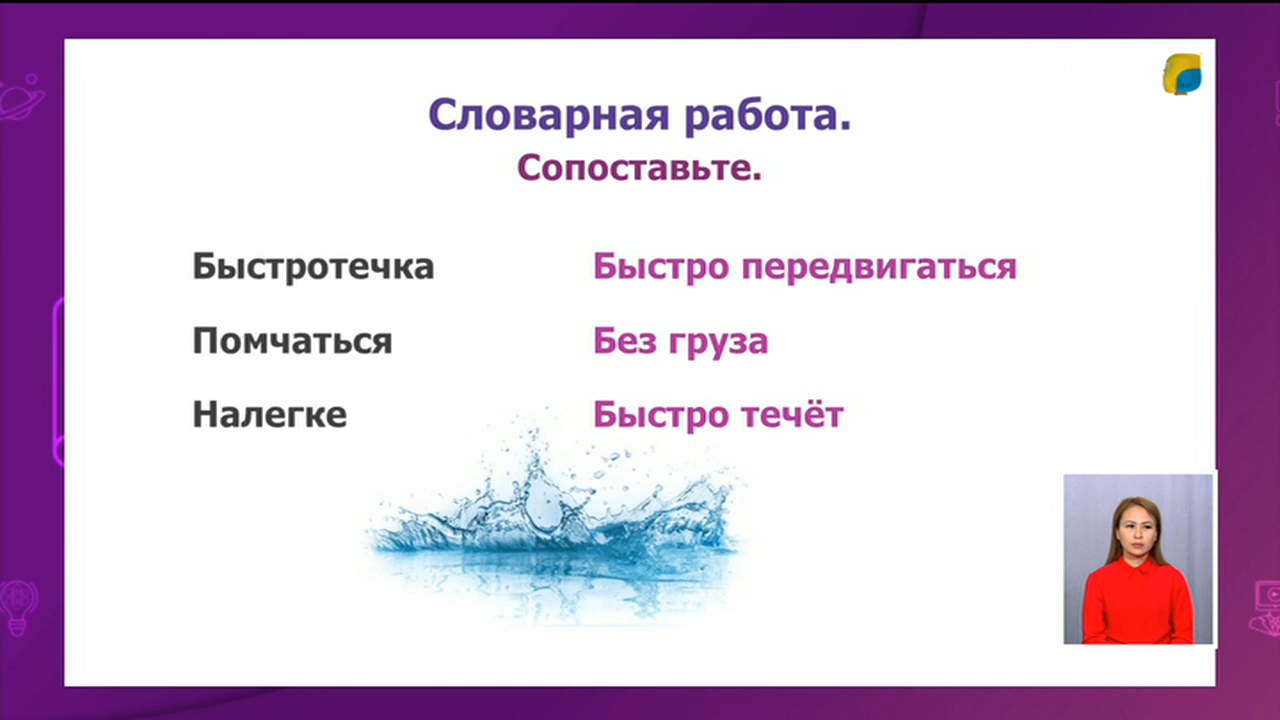 Словарная работа.
Сопоставьте.
Быстротечка Быстро передвигаться
Помчаться Без груза
Налегке Быстро течёт